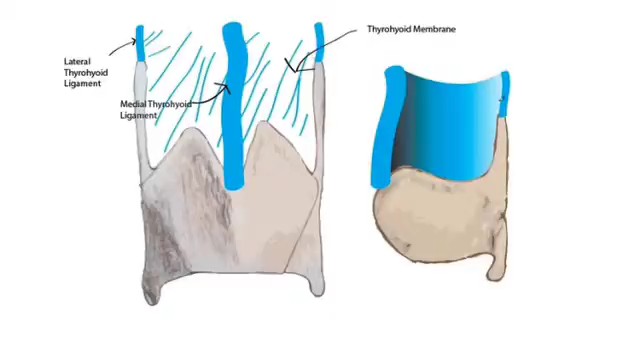 Thyrohyoid Membrane
Lateral
Thyrohyoid
Ligament
Medial Thyrohyoid
Ligament